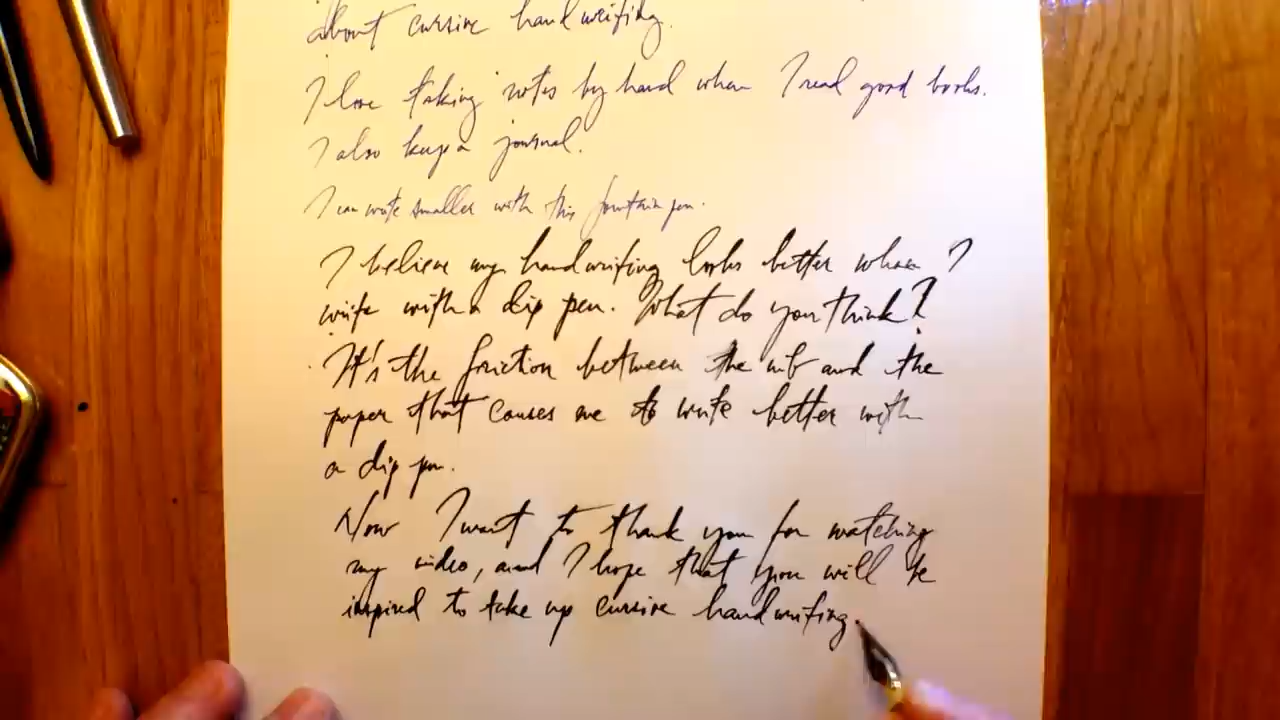 about cursive handwriting.
I love taking notes by hand when I read good books.
I also keep a journal.
I can write smaller with this fountain pen.
I believe my handwriting looks better when I
write with a dip pen. What do you think?
It's the friction between the nib and the
paper that causes me to write better with
a dip pen.
Now I want to thank you for watching
my video, and I hope that you will be
inspired to take up cursive handwriting.